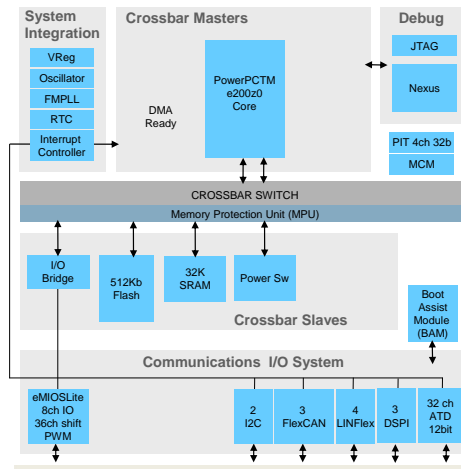 System
Integration
VReg
Oscillator
FMPLL
RTC
Interrupt
Controller
Crossbar Masters
DMA
Ready
PowerPCTM
e200z0
Core
Debug
JTAG
Nexus
PIT 4ch 32b
MCM
CROSSBAR SWITCH
Memory Protection Unit (MPU)
I/O
Bridge
512Kb
Flash
32K
SRAM
Power Sw
Crossbar Slaves
Boot
Assist
Module
(BAM)
Communications I/O System
eMIOSLite
8ch IO
36ch shift
PWM
2
I2C
3
FlexCAN
4
LINFlex
3
DSPI
32 ch
ATD
12bit